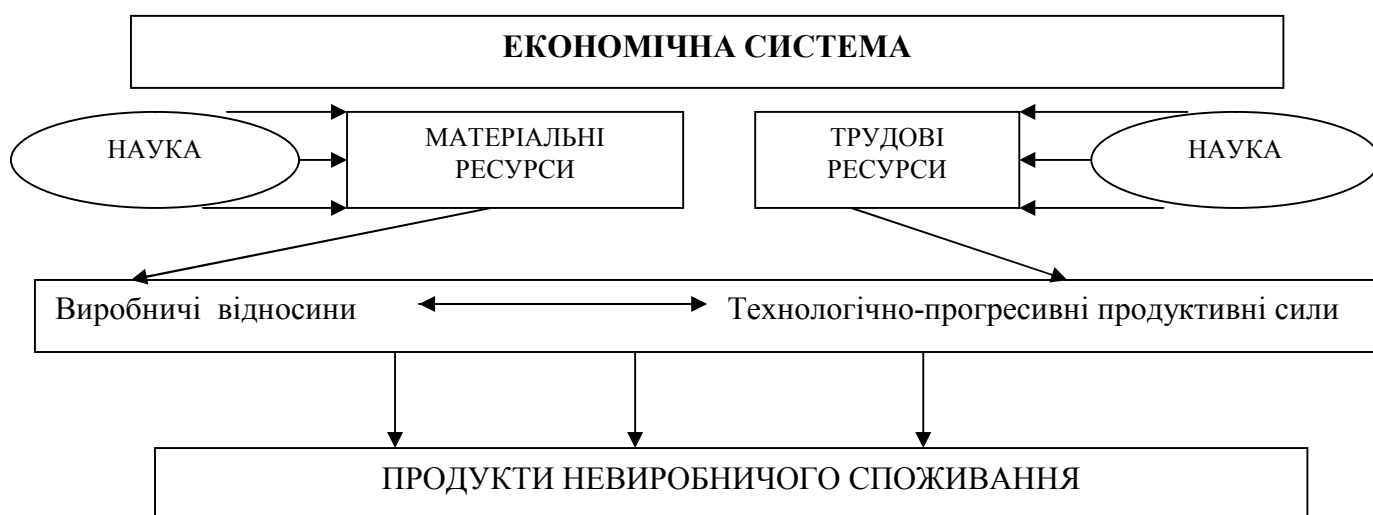 ЕКОНОМІЧНА СИСТЕМА
НАУКА
МАТЕРІАЛЬНІ
РЕСУРСИ
ТРУДОВІ
РЕСУРСИ
НАУКА
Виробничі відносини
Технологічно-прогресивні продуктивні сили
ПРОДУКТИ НЕВИРОБНИЧОГО СПОЖИВАННЯ